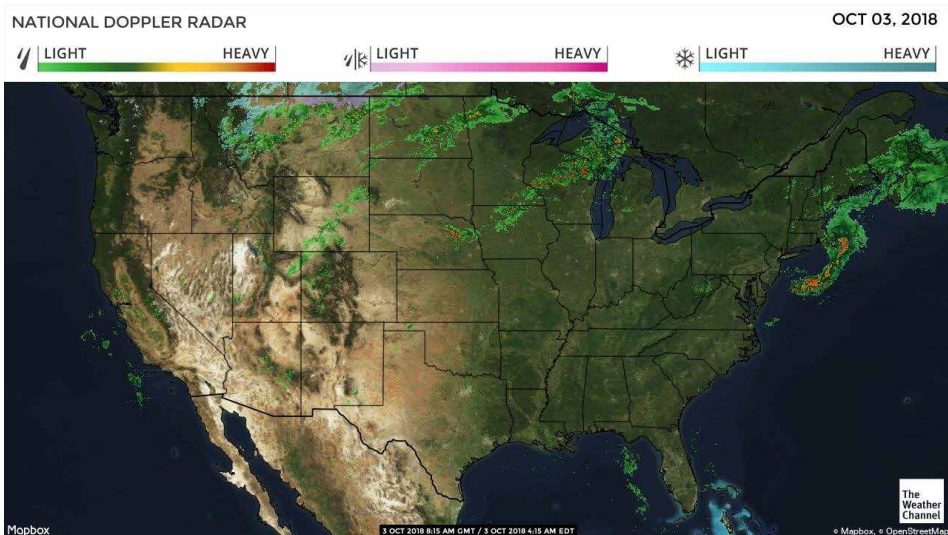 NATIONAL DOPPLER RADAR
OCT 03, 2018
LIGHT HEAVY
LIGHT HEAVY
LIGHT HEAVY
The
Weather
Channel
Mapbox
3 OCT 2018 8:15 AM GMT / 3 OCT 2018 4:15 AM EDT
© Mapbox, © OpenStreetMap